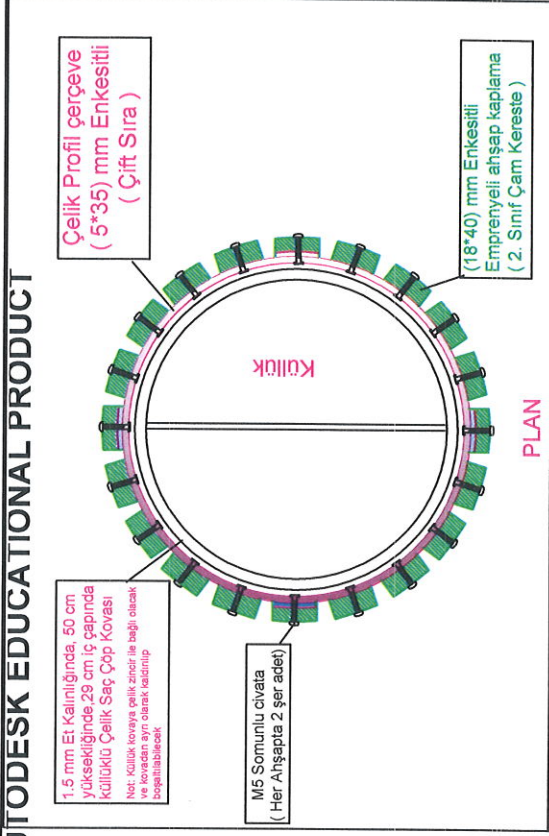 UTODESK EDUCATIONAL PRODUCT
1.5 mm Et Kalınlığında, 50 cm
yüksekliğinde,29 cm iç çapında
küllüklü Çelik Saç Çöp Kovası
Not: Küllük kovaya çelik zincir ile bağlı olacak
ve kovadan ayrı olarak kaldırılıp
boşaltılabilecek
Çelik Profil çerçeve
( 5*35) mm Enkesitli
( Çift Sıra )
Küllük
M5 Somunlu civata
( Her Ahşapta 2 şer adet)
(18*40) mm Enkesitli
Emprenyeli ahşap kaplama
( 2. Sınıf Çam Kereste )
PLAN